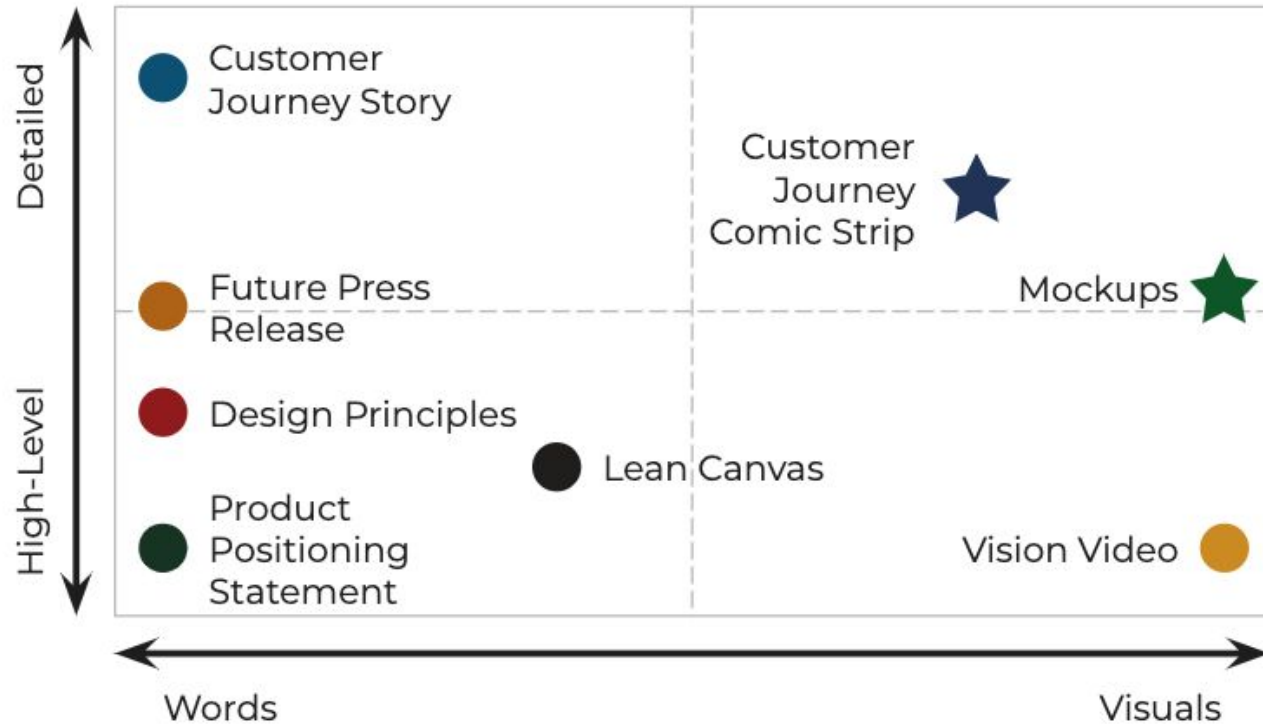 Detailed
High-Level
Customer
Journey Story
Customer
Journey
Comic Strip
Mockups
Future Press
Release
Design Principles
Lean Canvas
Product
Positioning
Statement
Vision Video
Words
Visuals